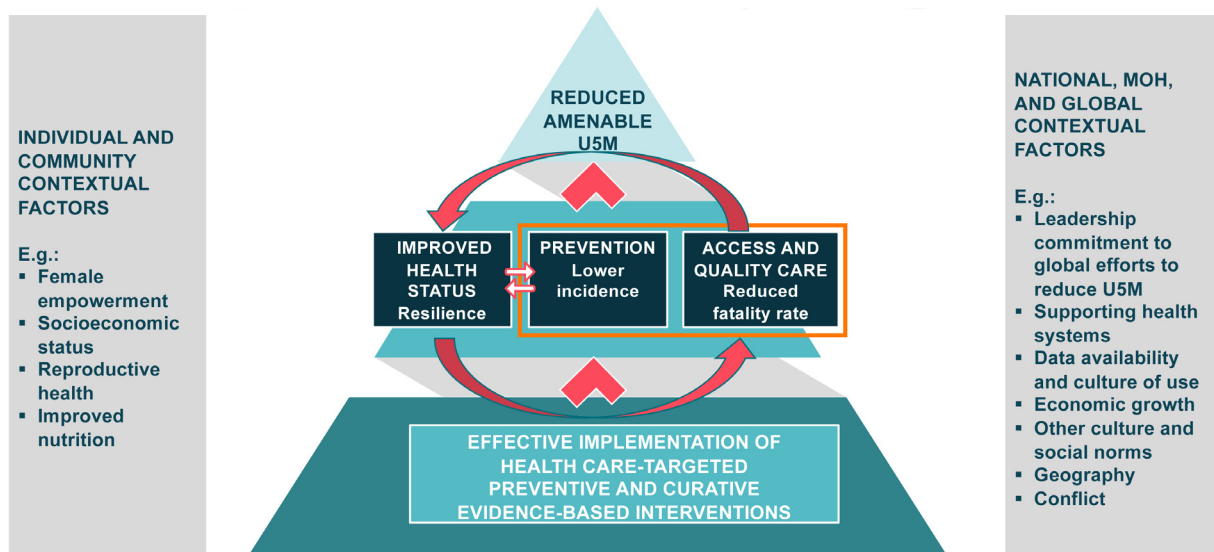 INDIVIDUAL AND
COMMUNITY
CONTEXTUAL
FACTORS
E.g.:
▪ Female
empowerment
▪ Socioeconomic
status
▪ Reproductive
health
▪ Improved
nutrition
REDUCED
AMENABLE
U5M
IMPROVED
HEALTH
STATUS
Resilience
PREVENTION
Lower
incidence
ACCESS AND
QUALITY CARE
Reduced
fatality rate
EFFECTIVE IMPLEMENTATION OF
HEALTH CARE-TARGETED
PREVENTIVE AND CURATIVE
EVIDENCE-BASED INTERVENTIONS
NATIONAL, MOH,
AND GLOBAL
CONTEXTUAL
FACTORS
E.g.:
▪ Leadership
commitment to
global efforts to
reduce U5M
▪ Supporting health
systems
▪ Data availability
and culture of use
▪ Economic growth
▪ Other culture and
social norms
▪ Geography
▪ Conflict